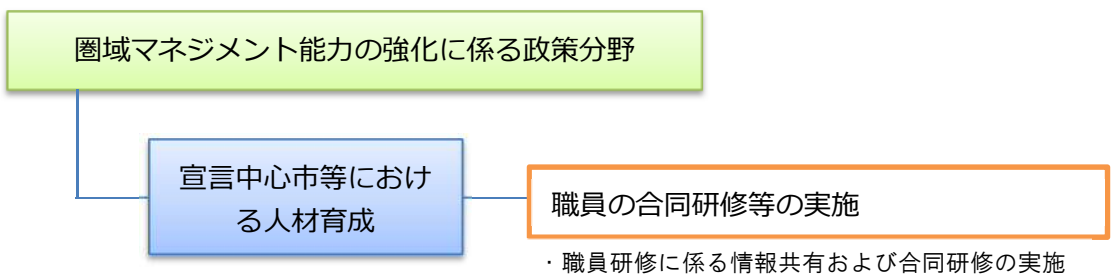 圏域マネジメント能力の強化に係る政策分野
宣言中心市等におけ
る人材育成
職員の合同研修等の実施
・職員研修に係る情報共有および合同研修の実施